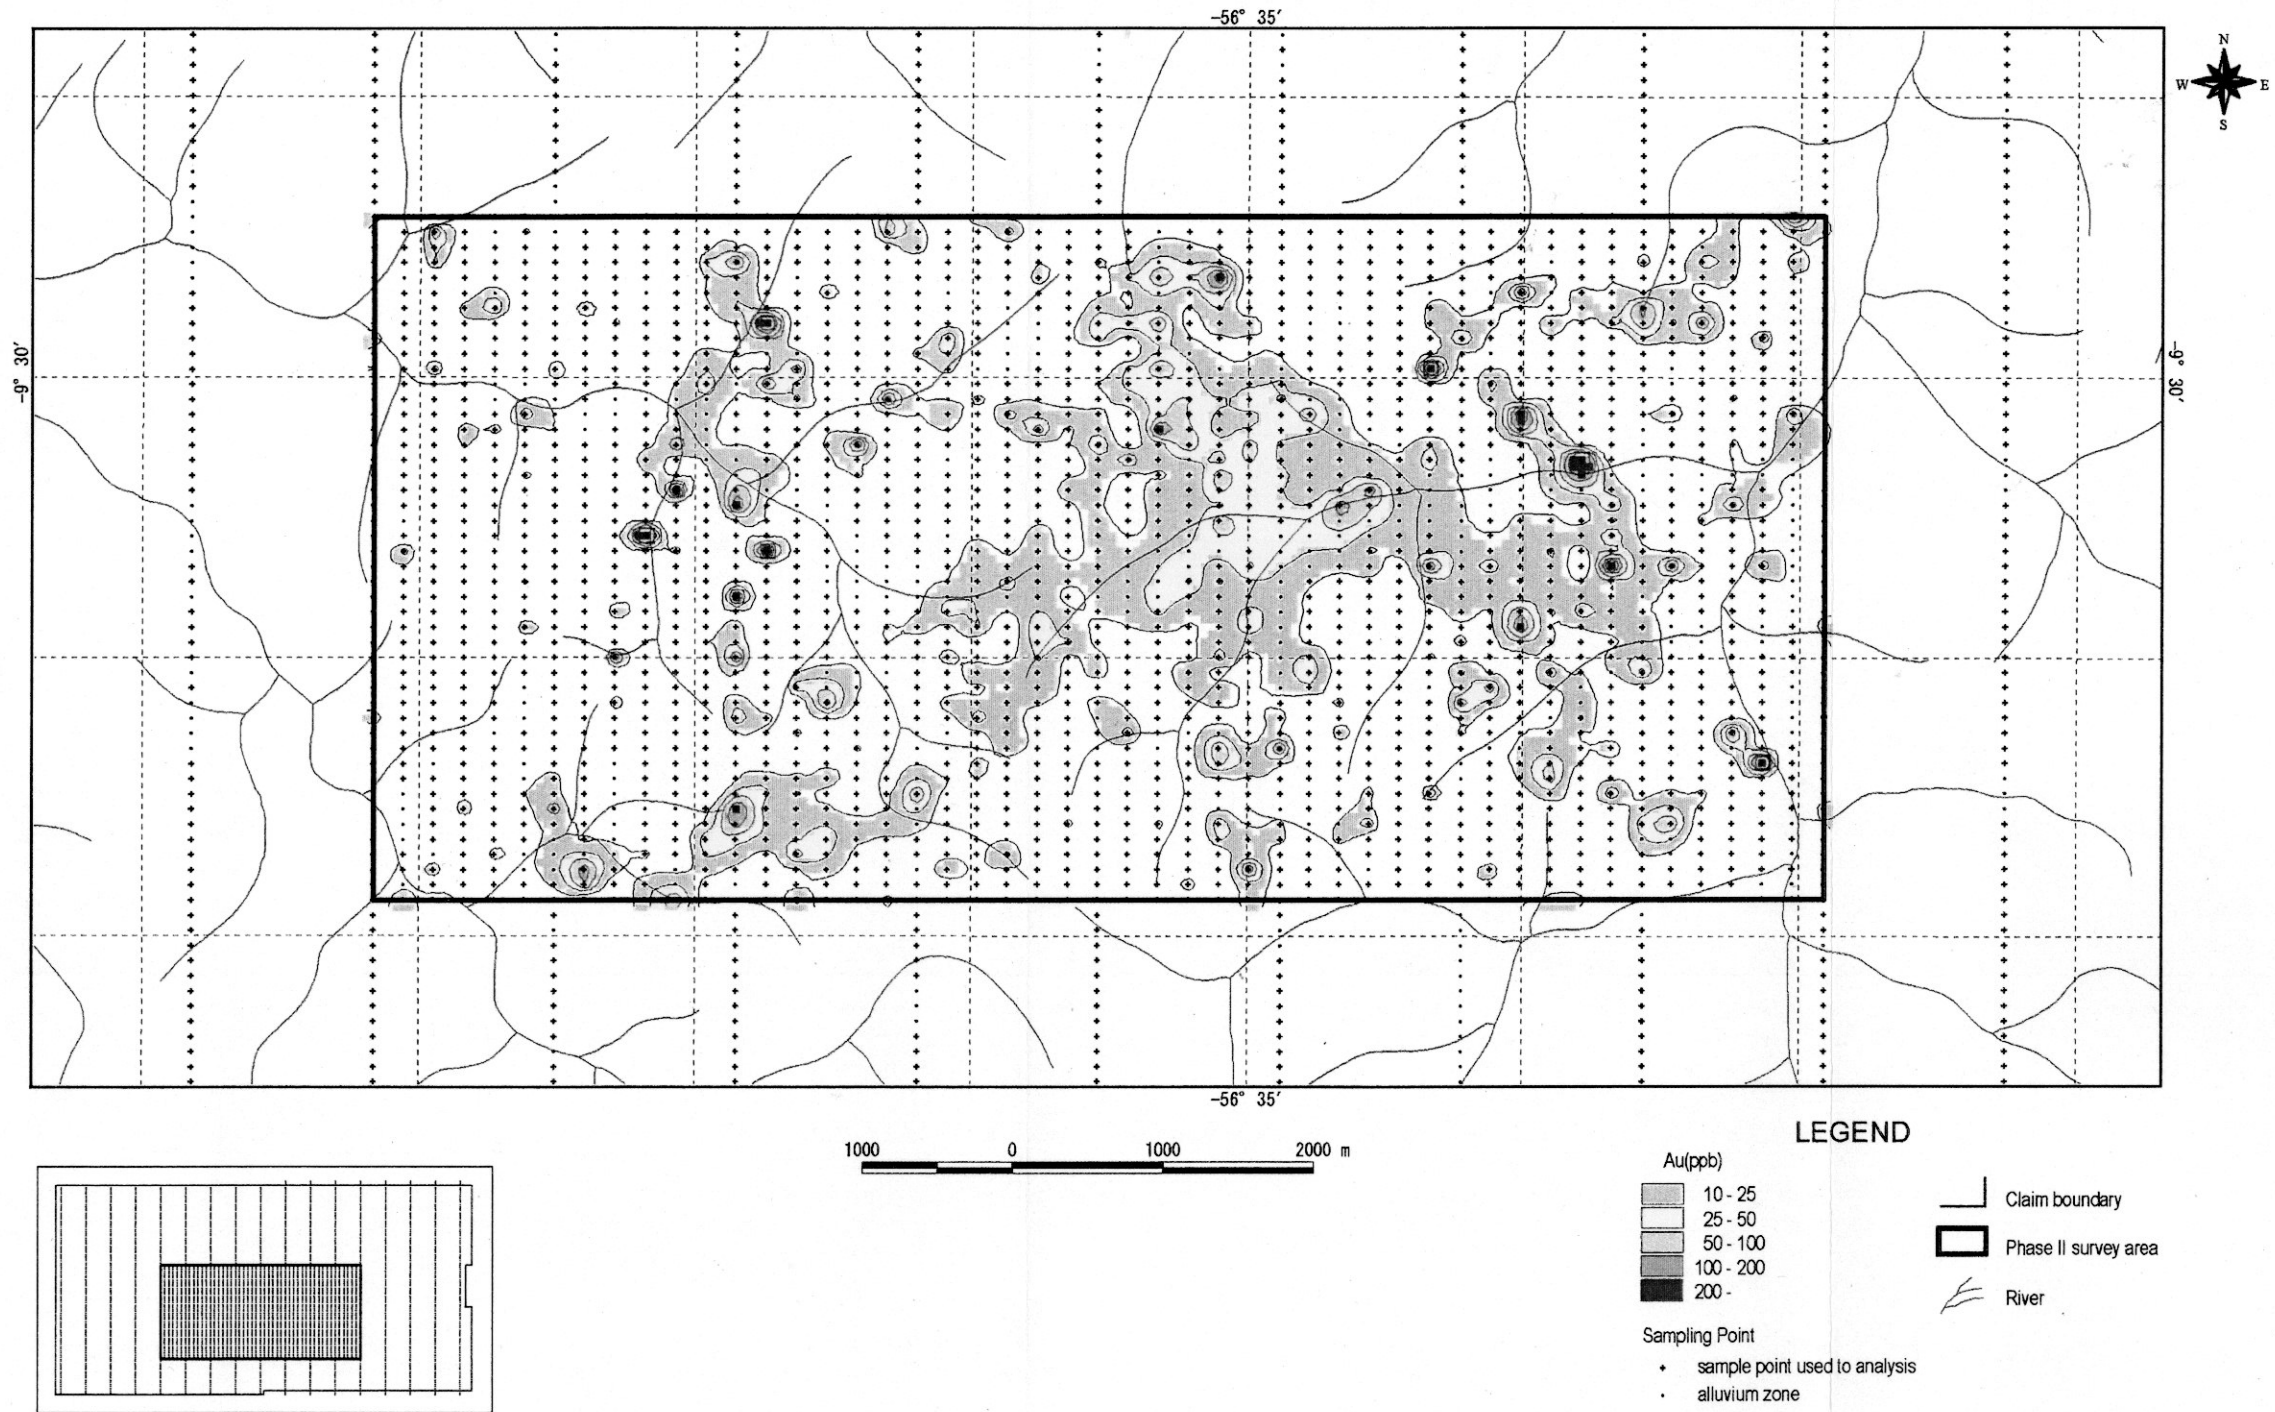 -56° 35′
N
W E
S
-9° 30′
-9° 30′
-56° 35′
1000 0 1000 2000 m
LEGEND
Au(ppb)
10 - 25
25 - 50
50 - 100
100 - 200
200 -
Claim boundary
Phase II survey area
River
Sampling Point
sample point used to analysis
alluvium zone